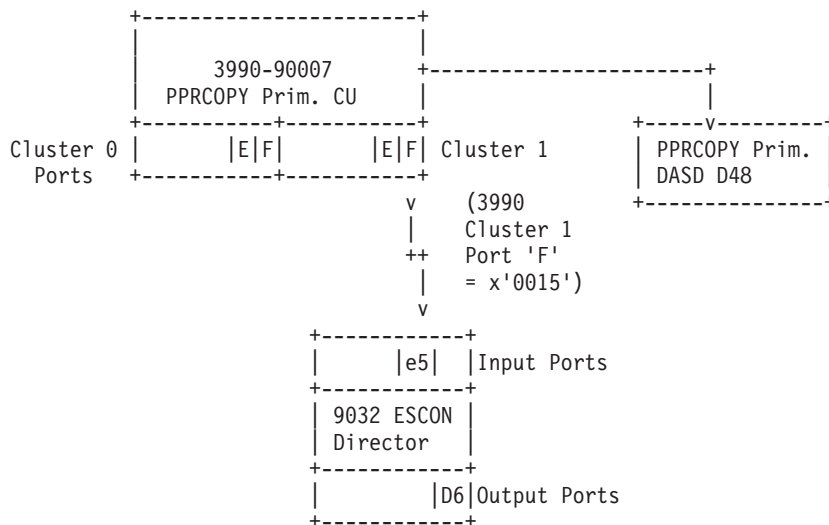 3990-90007
PPRCOPY Prim. CU
Cluster 0 |E|F| |E|F| Cluster 1
Ports
PPRCOPY Prim.
DASD D48
(3990
Cluster 1
Port 'F'
= x'0015')
|e5| Input Ports
9032 ESCON
Director
|D6|Output Ports